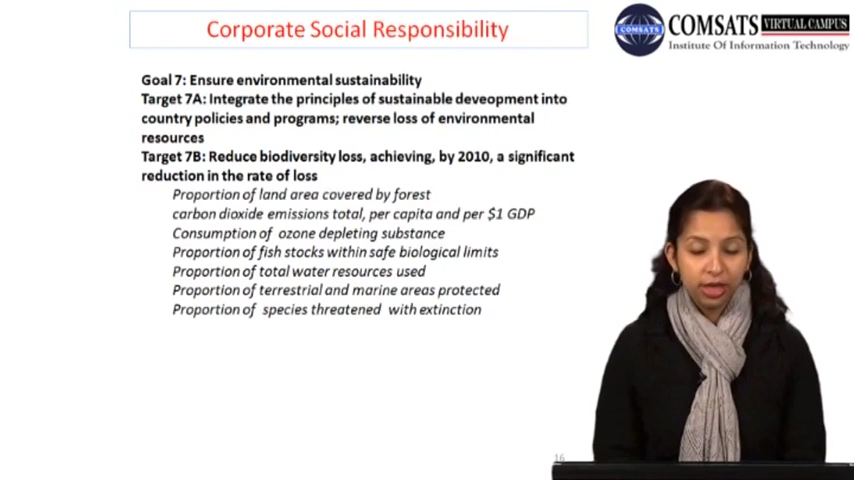 Corporate Social Responsibility
COMSATS
COMSATS VIRTUAL CAMPUS
Institute Of Information Technology
Goal 7: Ensure environmental sustainability
Target 7A: Integrate the principles of sustainable deveopment into
country policies and programs; reverse loss of environmental
resources
Target 7B: Reduce biodiversity loss, achieving, by 2010, a significant
reduction in the rate of loss
Proportion of land area covered by forest
carbon dioxide emissions total, per capita and per $1 GDP
Consumption of ozone depleting substance
Proportion of fish stocks within safe biological limits
Proportion of total water resources used
Proportion of terrestrial and marine areas protected
Proportion of species threatened with extinction
16